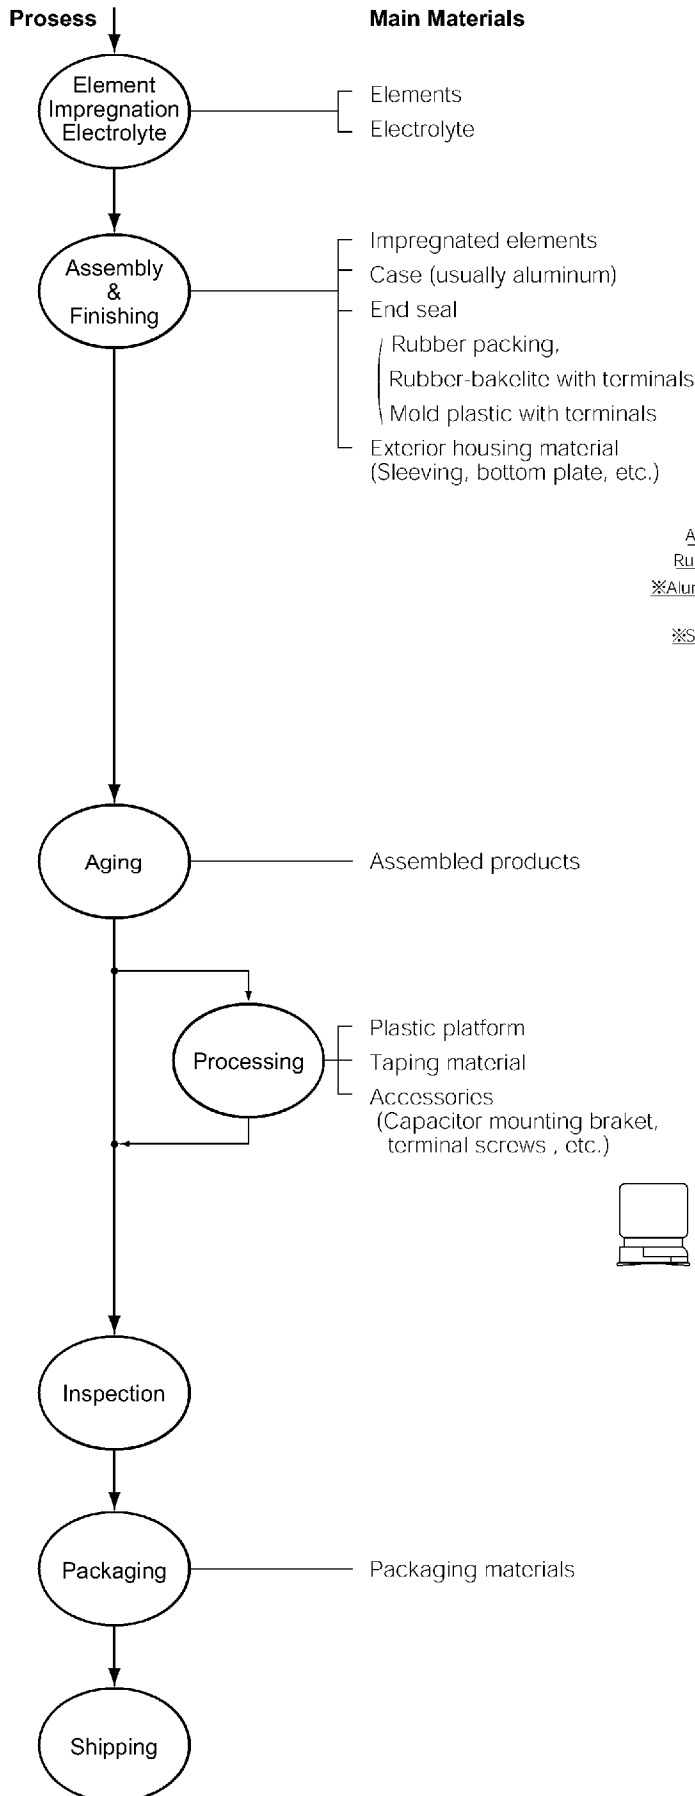 Prosess
Main Materials
Element
Impregnation
Electrolyte
Elements
Electrolyte
Assembly
&
Finishing
Impregnated elements
Case (usually aluminum)
End seal
Rubber packing,
Rubber-bakelite with terminals
Mold plastic with terminals
Exterior housing material
(Sleeving, bottom plate, etc.)
A
Ru
※Alur
※S
Aging
Assembled products
Processing
Plastic platform
Taping material
Accessories
(Capacitor mounting braket,
terminal screws , etc.)
Inspection
Packaging
Packaging materials
Shipping